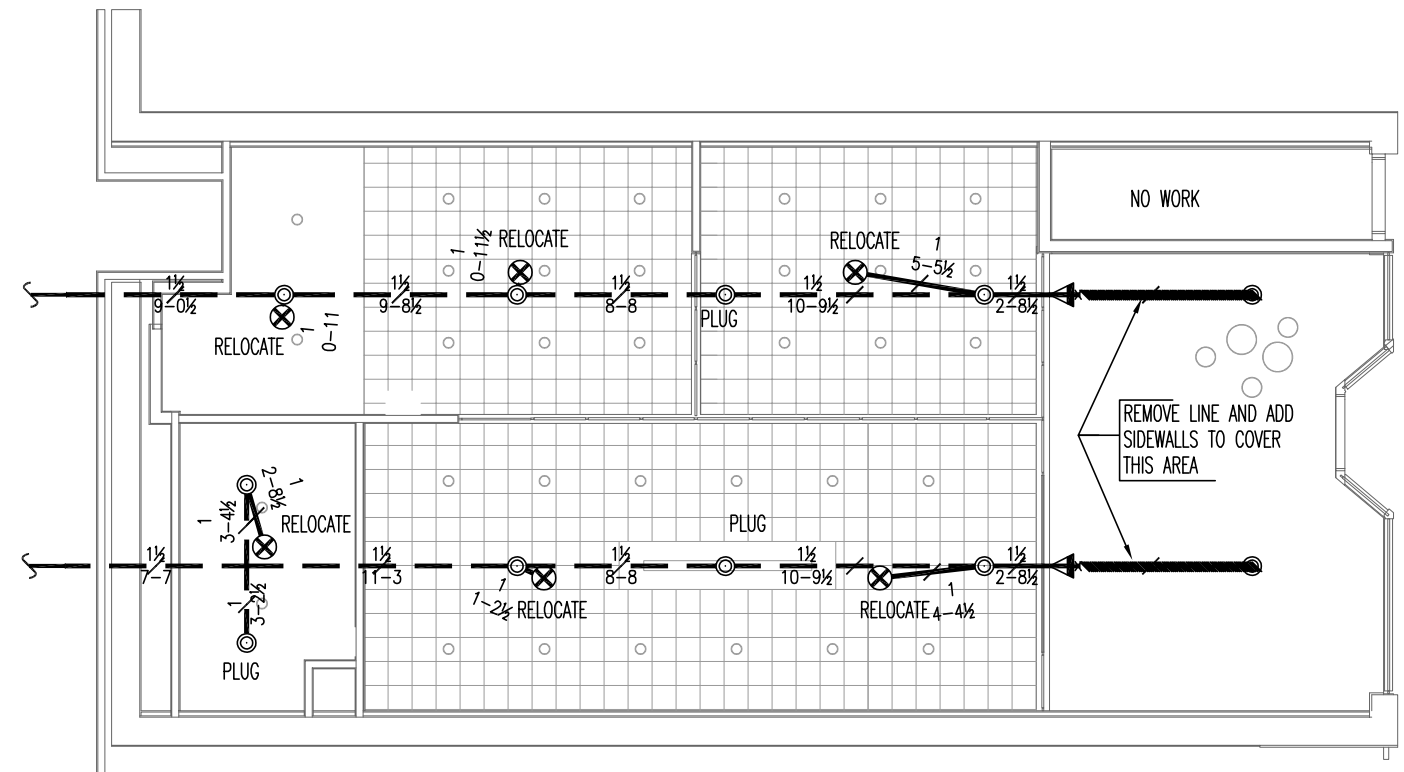 NO WORK
RELOCATE
1
0-11½
RELOCATE
1
5-5½
1½
9-0½
1½
9-8½
1½
8-8
1½
10-9½
1½
2-8½
PLUG
RELOCATE
1
0-11
REMOVE LINE AND ADD
SIDEWALLS TO COVER
THIS AREA
1
2-8½
1
3-4½
RELOCATE
PLUG
1½
7-7
1½
11-3
1½
8-8
1½
10-9½
1½
2-8½
1
3-2½
1
1-2½
RELOCATE
RELOCATE
1
4-4½
PLUG